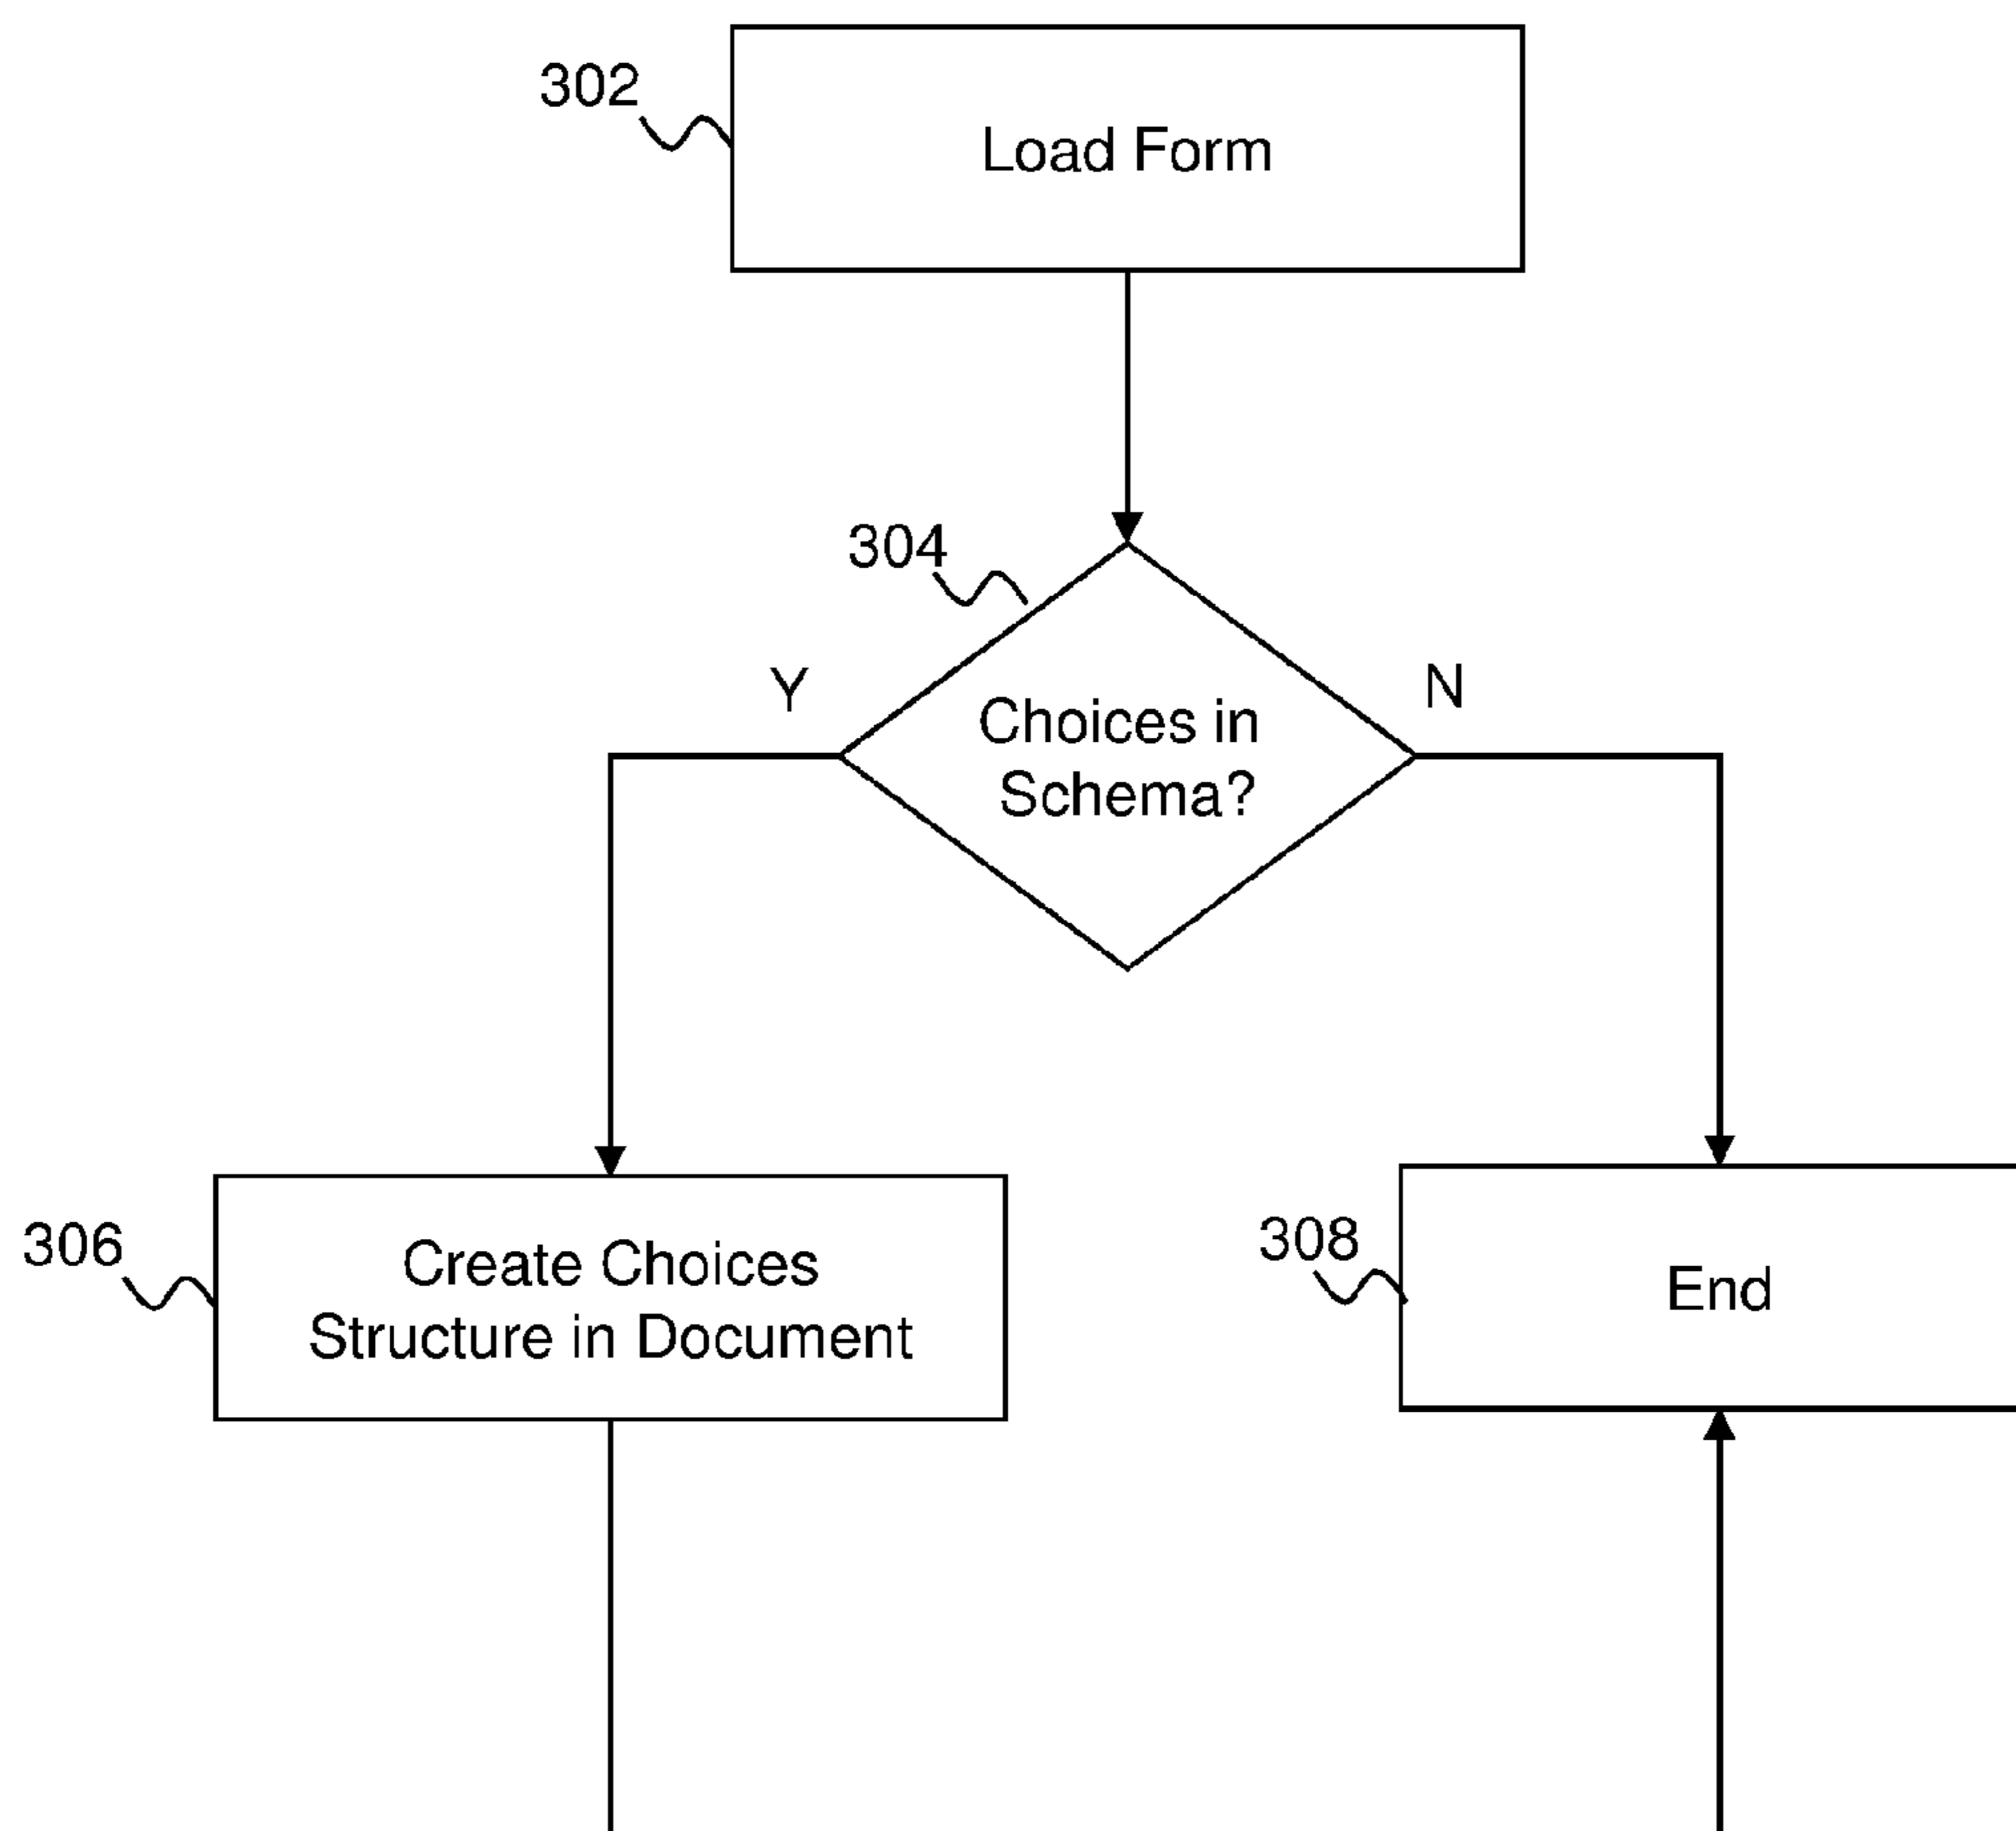 302
Load Form
304
Y
N
Choices in
Schema?
306
Create Choices
Structure in Document
308
End